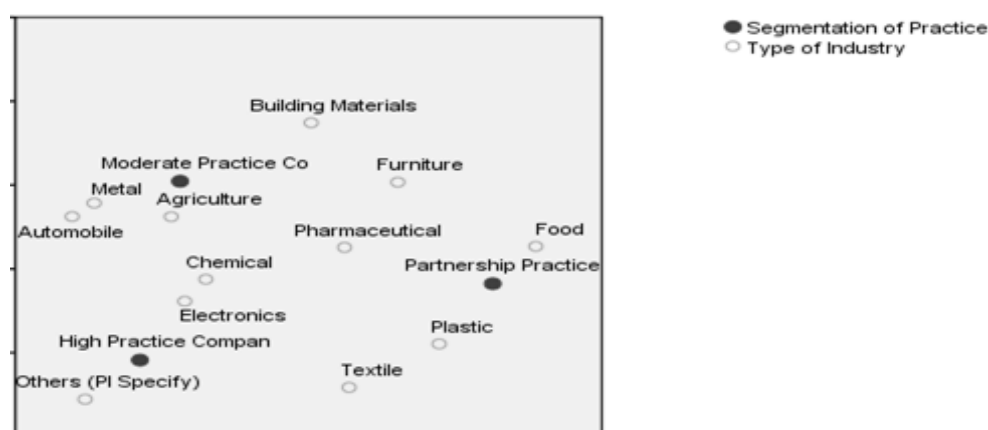 Segmentation of Practice
Type of Industry
Building Materials
Moderate Practice Co
Furniture
Metal
Agriculture
Automobile
Pharmaceutical
Food
Chemical
Partnership Practice
Electronics
Plastic
High Practice Compan
Textile
Others (PI Specify)